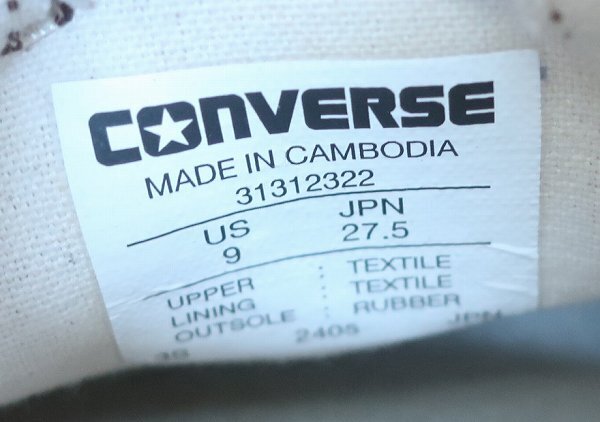 CONVERSE
MADE IN CAMBODIA
31312322
US JPN
9 27.5
UPPER : TEXTILE
LINING : TEXTILE
OUTSOLE : RUBBER
2405 JPN